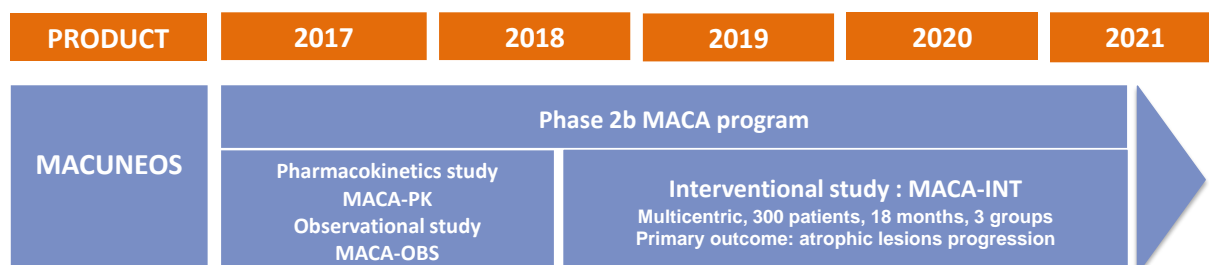 PRODUCT 2017 2018 2019 2020 2021
MACUNEOS
Phase 2b MACA program
Pharmacokinetics study
MACA-PK
Observational study
MACA-OBS
Interventional study : MACA-INT
Multicentric, 300 patients, 18 months, 3 groups
Primary outcome: atrophic lesions progression